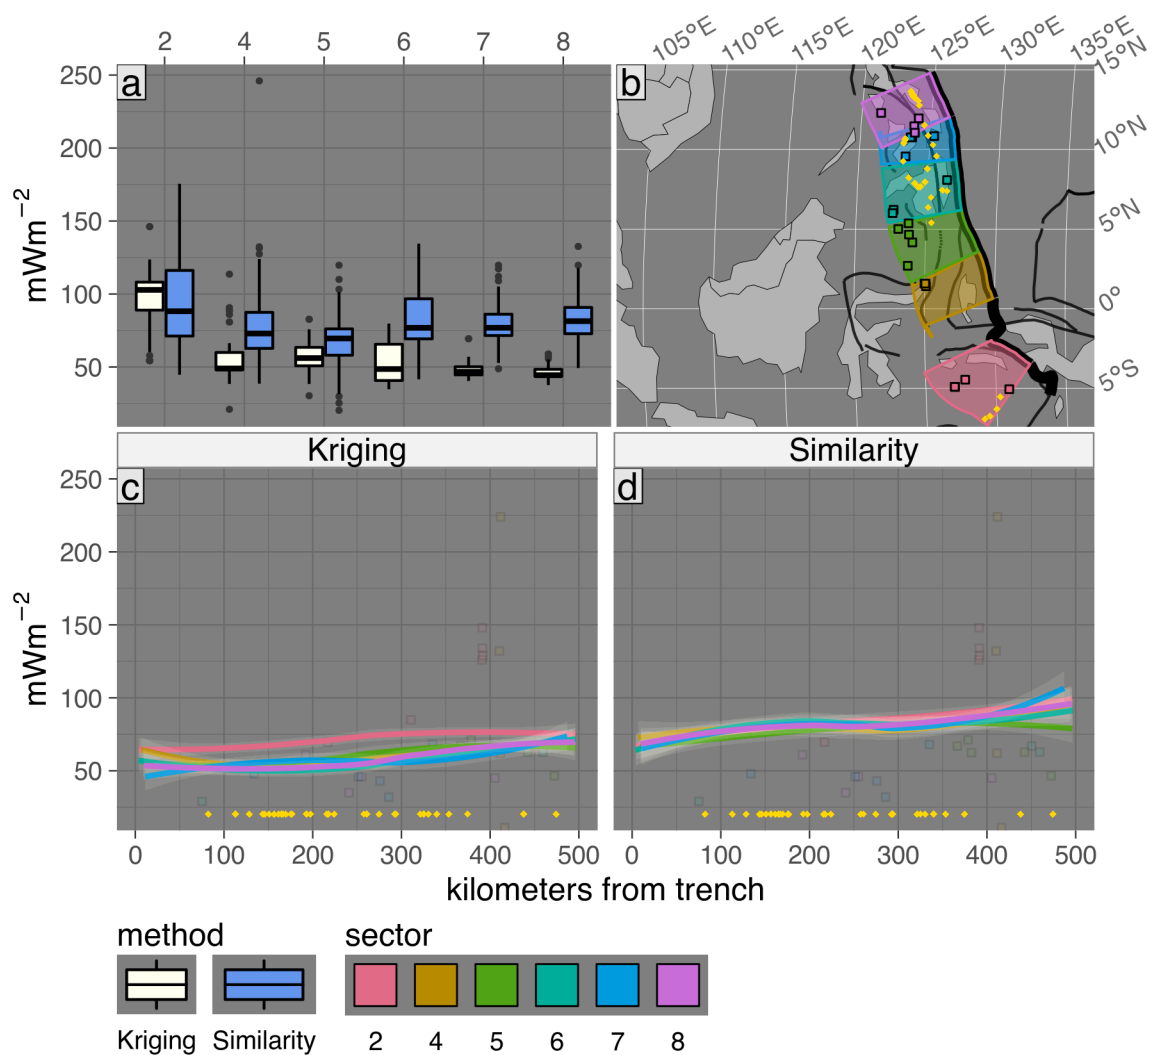 2 4 5 6 7 8
105°E 110°E 115°E 120°E 125°E 130°E 135°E
a
b
250
200
150
100
50
mWm⁻²
15°N
10°N
5°N
0°
5°S
Kriging
Similarity
c
d
250
200
150
100
50
mWm⁻²
0 100 200 300 400 500
0 100 200 300 400 500
kilometers from trench
method
Kriging Similarity
sector
2 4 5 6 7 8